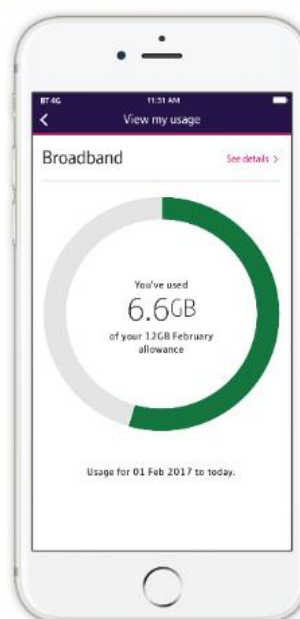 BT 4G 11:31 AM
View my usage
Broadband See details >
You've used
6.6GB
of your 12GB February
allowance
Usage for 01 Feb 2017 to today.